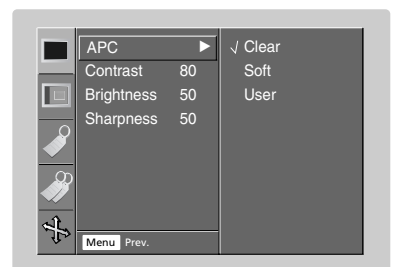 APC ▶ √ Clear
Contrast 80 Soft
Brightness 50 User
Sharpness 50
Menu Prev.